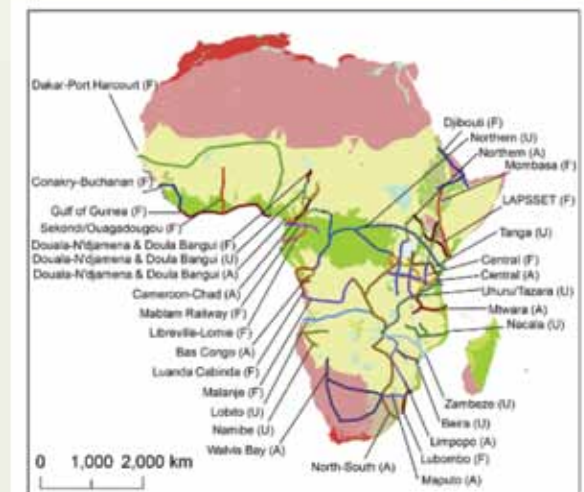 Dakar-Port Harcourt (F)
Conakry-Buchanan (F)
Gulf of Guinea (F)
Sekondi/Ouagadougou (F)
Douala-N'djamena & Doula Bangui (F)
Douala-N'djamena & Doula Bangui (U)
Douala-N'djamena & Doula Bangui (A)
Cameroon-Chad (A)
Mablam Railway (F)
Libreville-Lomie (F)
Bas Congo (A)
Luanda Cabinda (F)
Malanje (F)
Lobito (U)
Namibe (U)
Walvis Bay (A)
North-South (A)
Djibouti (F)
Northern (U)
Northern (A)
Mombasa (F)
LAPSSET (F)
Tanga (U)
Central (F)
Central (A)
Uhuru/Tazara (U)
Mtwara (A)
Nacala (U)
Zambeze (U)
Beira (U)
Limpopo (A)
Lubombo (F)
Maputo (A)
0 1,000 2,000 km